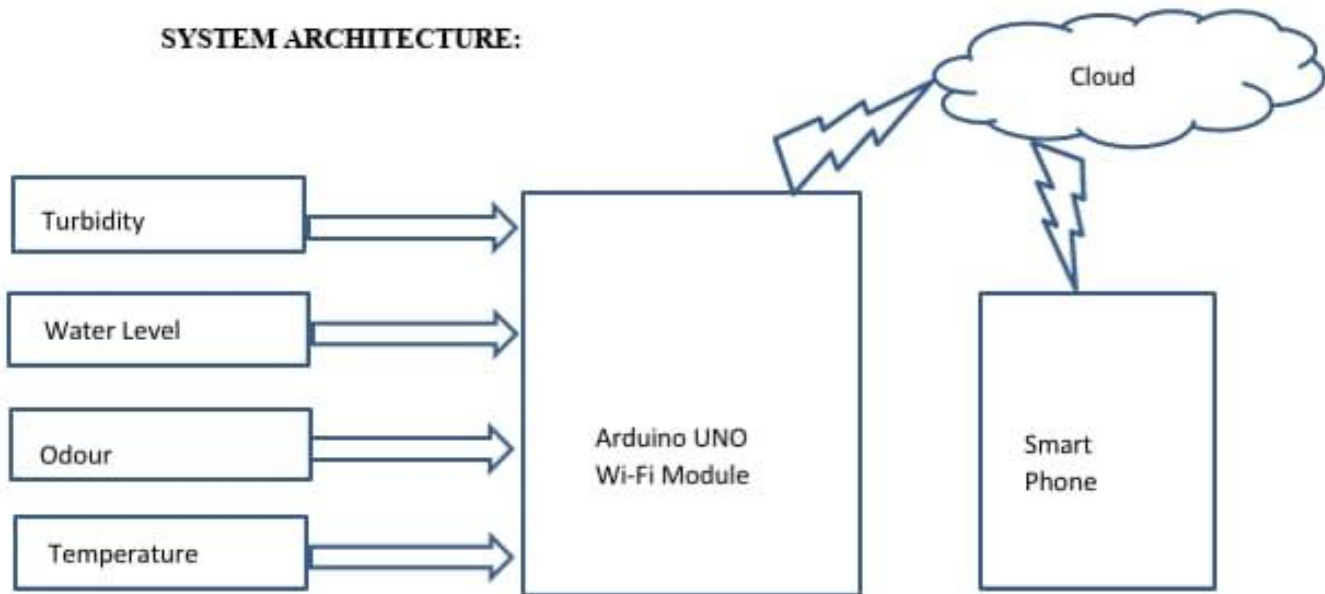 SYSTEM ARCHITECTURE:
Cloud
Turbidity
Water Level
Odour
Temperature
Arduino UNO
Wi-Fi Module
Smart
Phone